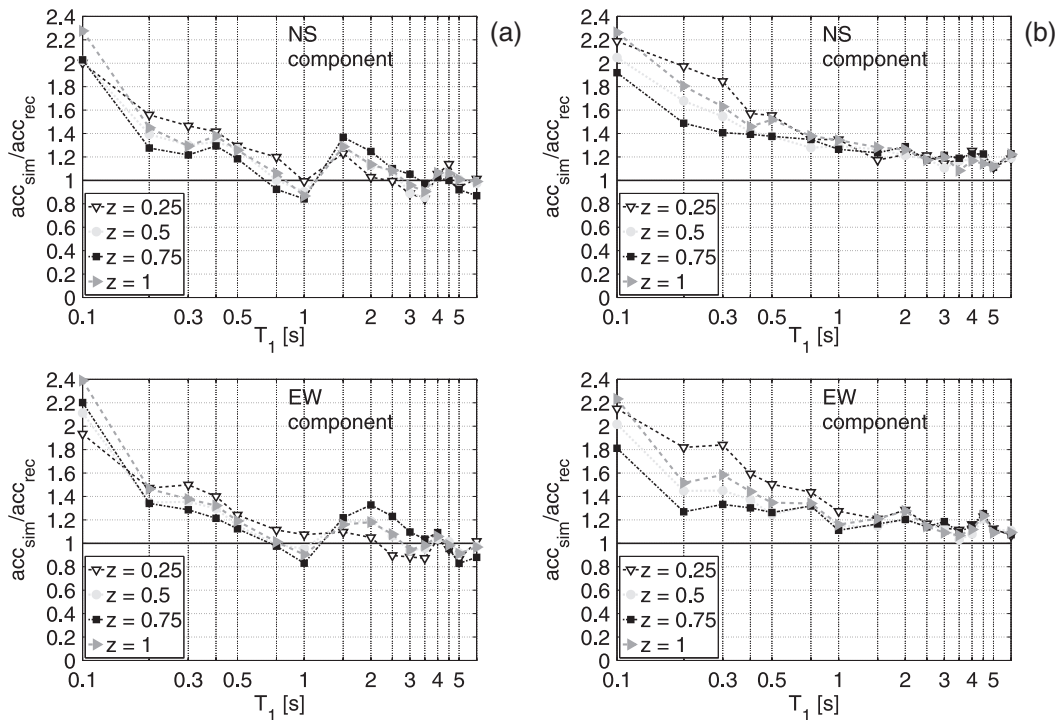 (a)
NS
component
acc_sim/acc_rec
2.4
2.2
2
1.8
1.6
1.4
1.2
1
0.8
0.6
0.4
0.2
0
z = 0.25
z = 0.5
z = 0.75
z = 1
0.1 0.3 0.5 1 2 3 4 5
T_1 [s]
(b)
NS
component
acc_sim/acc_rec
2.4
2.2
2
1.8
1.6
1.4
1.2
1
0.8
0.6
0.4
0.2
0
z = 0.25
z = 0.5
z = 0.75
z = 1
0.1 0.3 0.5 1 2 3 4 5
T_1 [s]
EW
component
acc_sim/acc_rec
2.4
2.2
2
1.8
1.6
1.4
1.2
1
0.8
0.6
0.4
0.2
0
z = 0.25
z = 0.5
z = 0.75
z = 1
0.1 0.3 0.5 1 2 3 4 5
T_1 [s]
EW
component
acc_sim/acc_rec
2.4
2.2
2
1.8
1.6
1.4
1.2
1
0.8
0.6
0.4
0.2
0
z = 0.25
z = 0.5
z = 0.75
z = 1
0.1 0.3 0.5 1 2 3 4 5
T_1 [s]